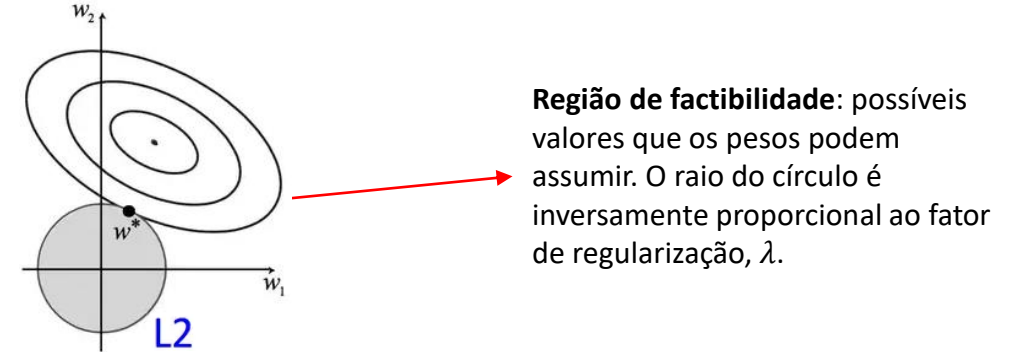 w₂
w*
w₁
L2
Região de factibilidade: possíveis
valores que os pesos podem
assumir. O raio do círculo é
inversamente proporcional ao fator
de regularização, λ.